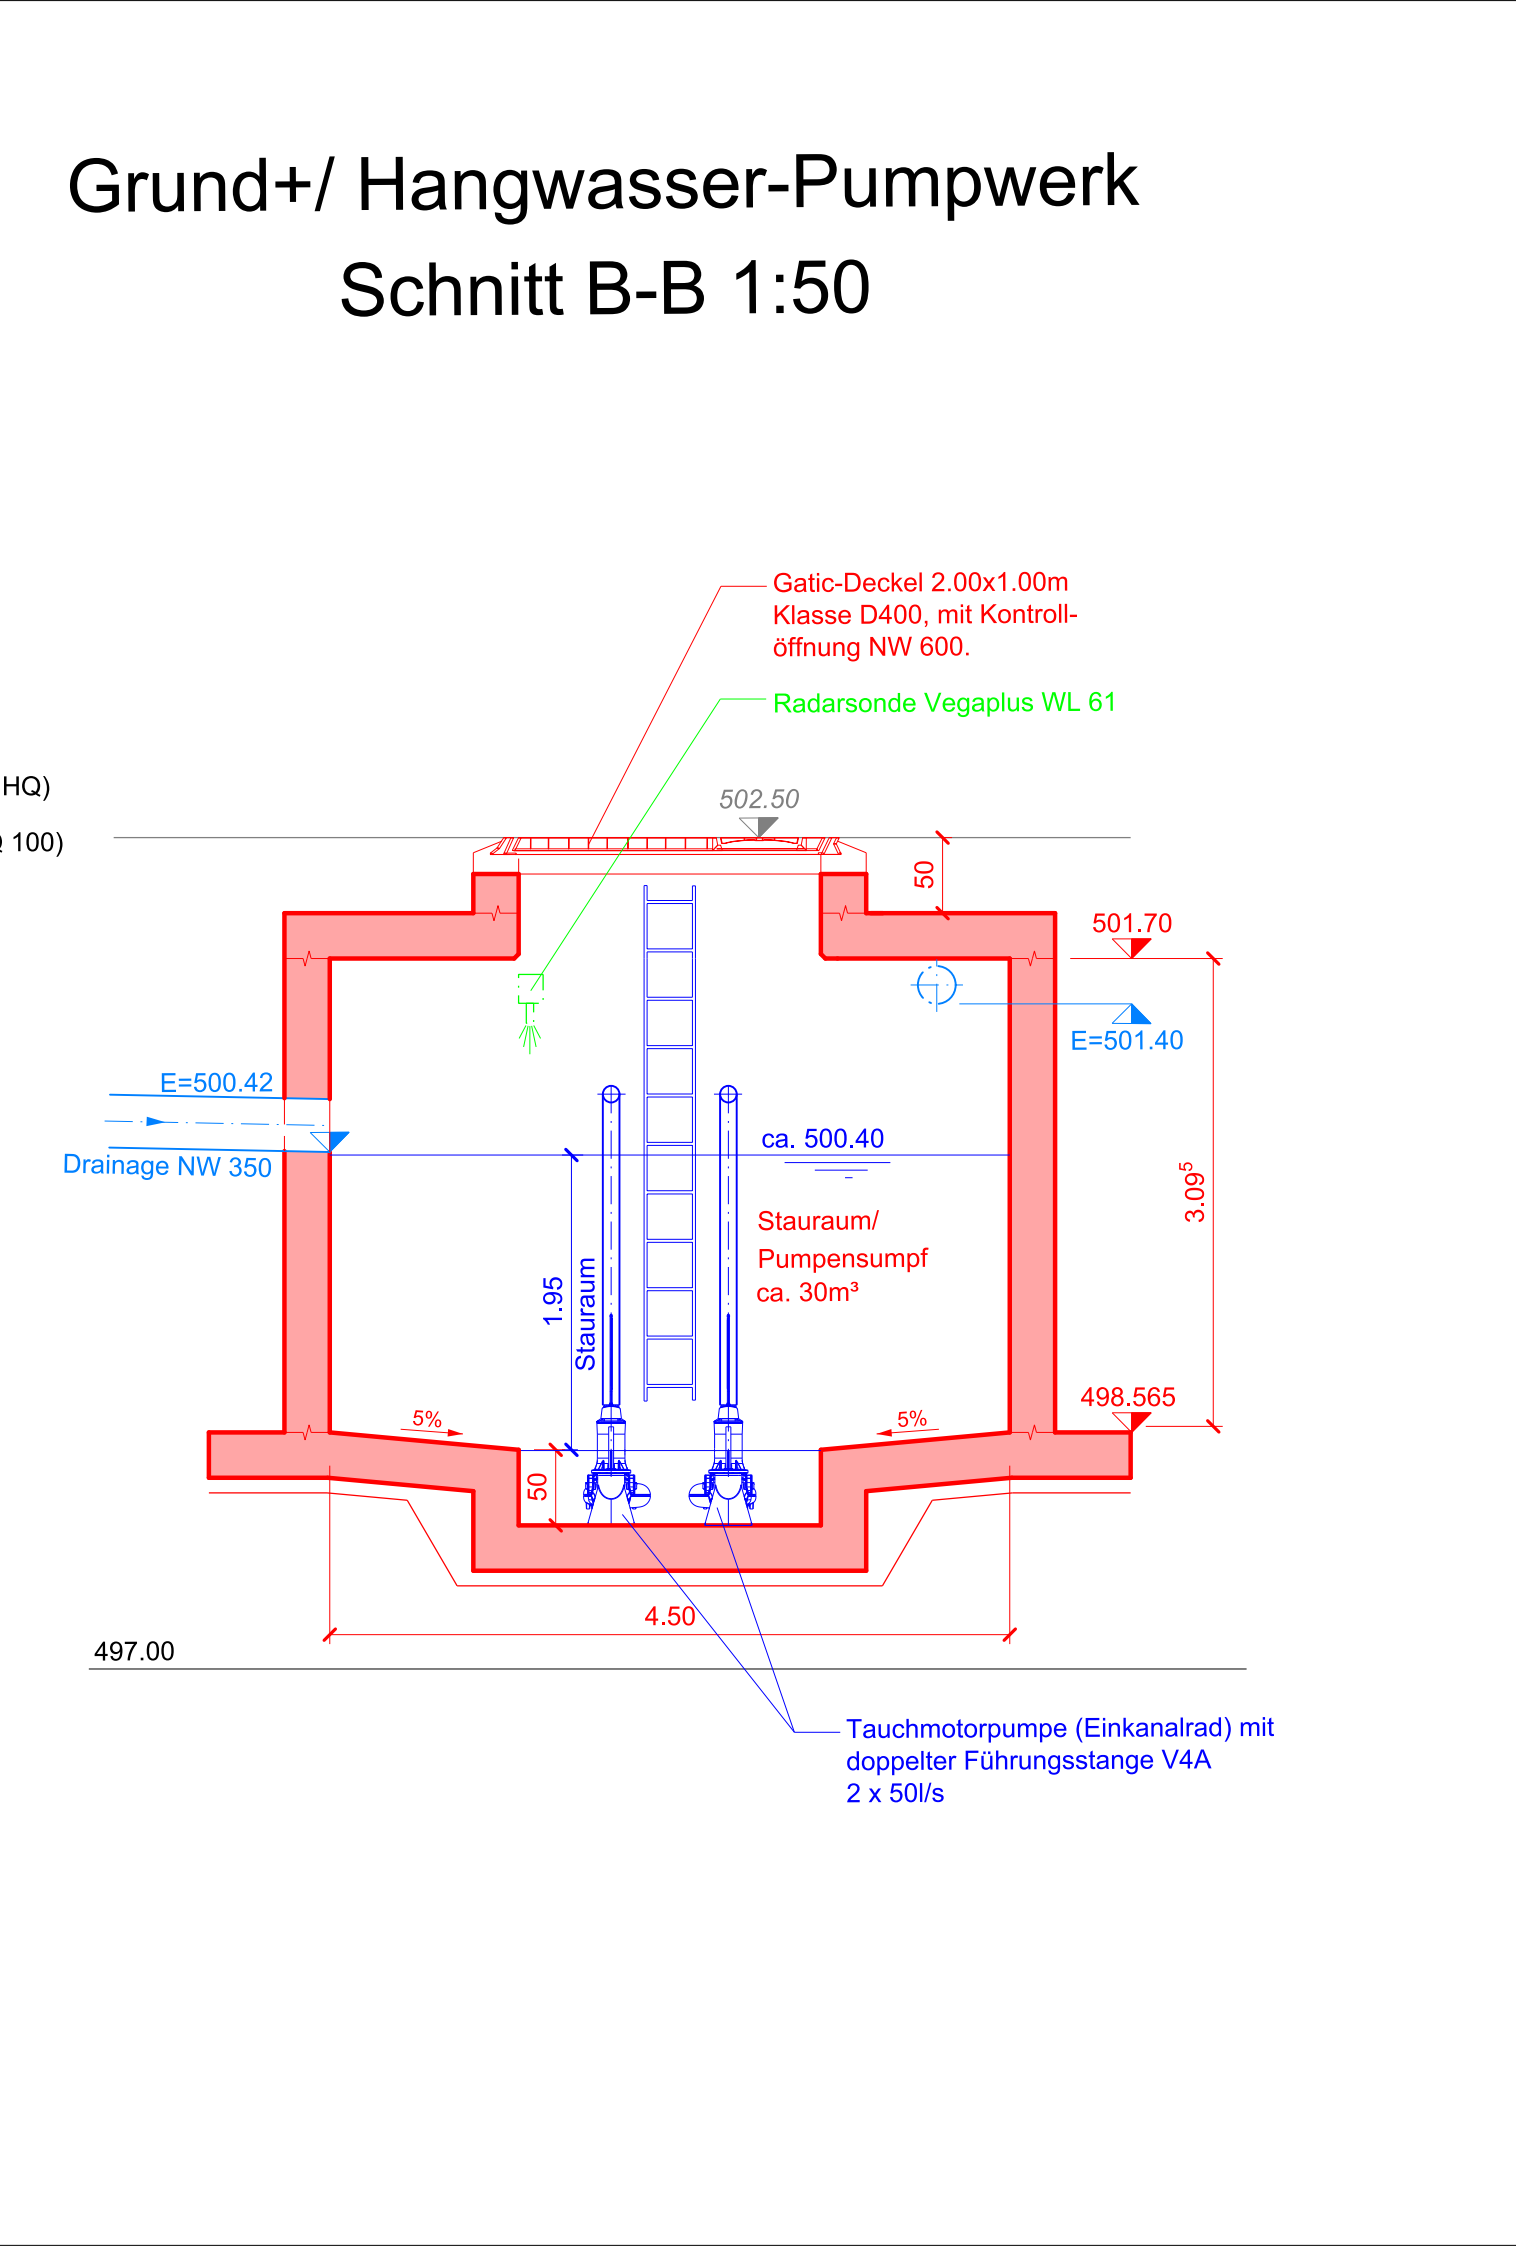 Grund+/ Hangwasser-Pumpwerk
Schnitt B-B 1:50
Gatic-Deckel 2.00x1.00m
Klasse D400, mit Kontroll-
öffnung NW 600.
Radarsonde Vegaplus WL 61
HQ)
502.50
100)
50
501.70
E=501.40
E=500.42
Drainage NW 350
ca. 500.40
3.09⁵
Stauraum/
Pumpensumpf
ca. 30m³
1.95
Stauraum
498.565
5%
5%
50
4.50
497.00
Tauchmotorpumpe (Einkanalrad) mit
doppelter Führungsstange V4A
2 x 50l/s